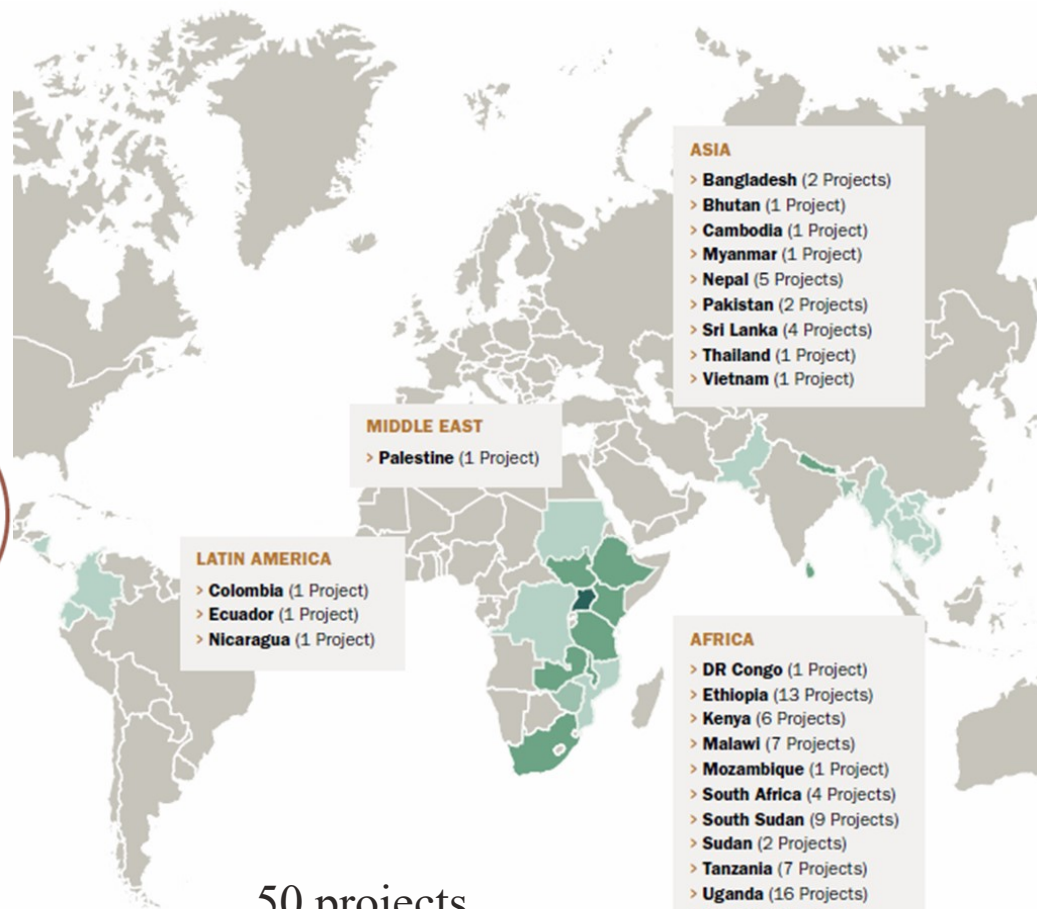 ASIA
> Bangladesh (2 Projects)
> Bhutan (1 Project)
> Cambodia (1 Project)
> Myanmar (1 Project)
> Nepal (5 Projects)
> Pakistan (2 Projects)
> Sri Lanka (4 Projects)
> Thailand (1 Project)
> Vietnam (1 Project)
MIDDLE EAST
> Palestine (1 Project)
LATIN AMERICA
> Colombia (1 Project)
> Ecuador (1 Project)
> Nicaragua (1 Project)
AFRICA
> DR Congo (1 Project)
> Ethiopia (13 Projects)
> Kenya (6 Projects)
> Malawi (7 Projects)
> Mozambique (1 Project)
> South Africa (4 Projects)
> South Sudan (9 Projects)
> Sudan (2 Projects)
> Tanzania (7 Projects)
> Uganda (16 Projects)
50 projects